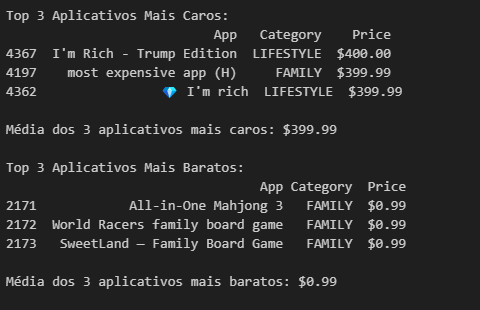 Top 3 Aplicativos Mais Caros:
App Category Price
4367 I'm Rich - Trump Edition LIFESTYLE $400.00
4197 most expensive app (H) FAMILY $399.99
4362 💎 I'm rich LIFESTYLE $399.99
Média dos 3 aplicativos mais caros: $399.99
Top 3 Aplicativos Mais Baratos:
App Category Price
2171 All-in-One Mahjong 3 FAMILY $0.99
2172 World Racers family board game FAMILY $0.99
2173 SweetLand — Family Board Game FAMILY $0.99
Média dos 3 aplicativos mais baratos: $0.99